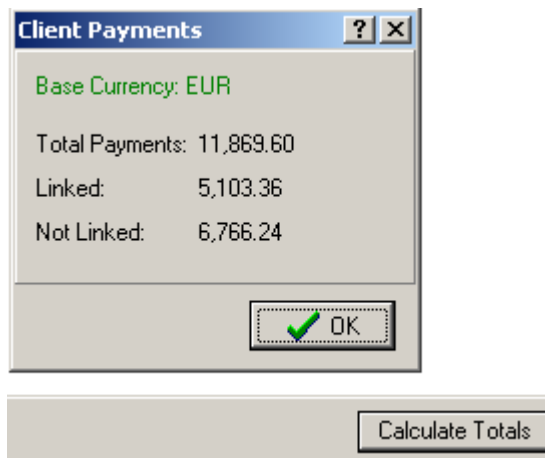 Client Payments
Base Currency: EUR
Total Payments: 11,869.60
Linked: 5,103.36
Not Linked: 6,766.24
OK
Calculate Totals